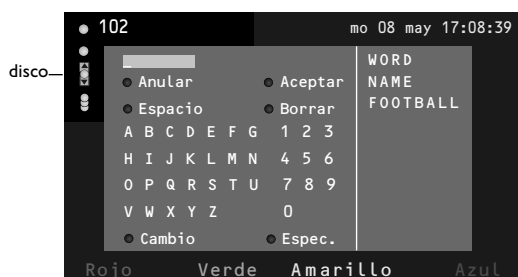 102 mo 08 may 17:08:39
disco
_
Anular Aceptar
Espacio Borrar
A B C D E F G 1 2 3
H I J K L M N 4 5 6
O P Q R S T U 7 8 9
V W X Y Z 0
Cambio Espec.
WORD
NAME
FOOTBALL
Rojo Verde Amarillo Azul